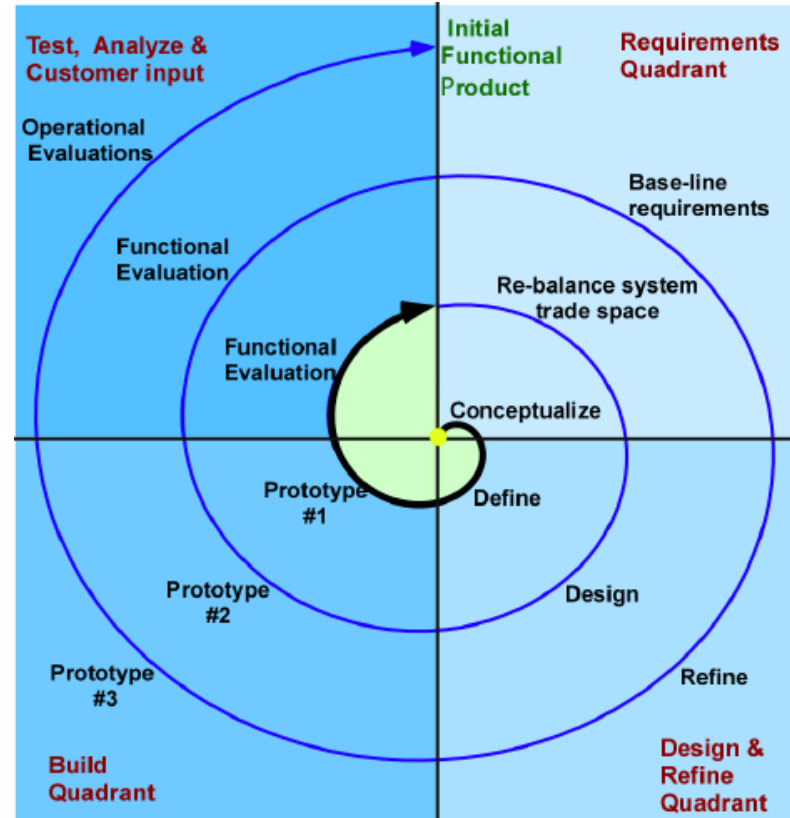 Test, Analyze &
Customer input
Initial
Functional
Product
Requirements
Quadrant
Operational
Evaluations
Base-line
requirements
Functional
Evaluation
Re-balance system
trade space
Functional
Evaluation
Conceptualize
Prototype
#1
Define
Prototype
#2
Design
Prototype
#3
Refine
Build
Quadrant
Design &
Refine
Quadrant